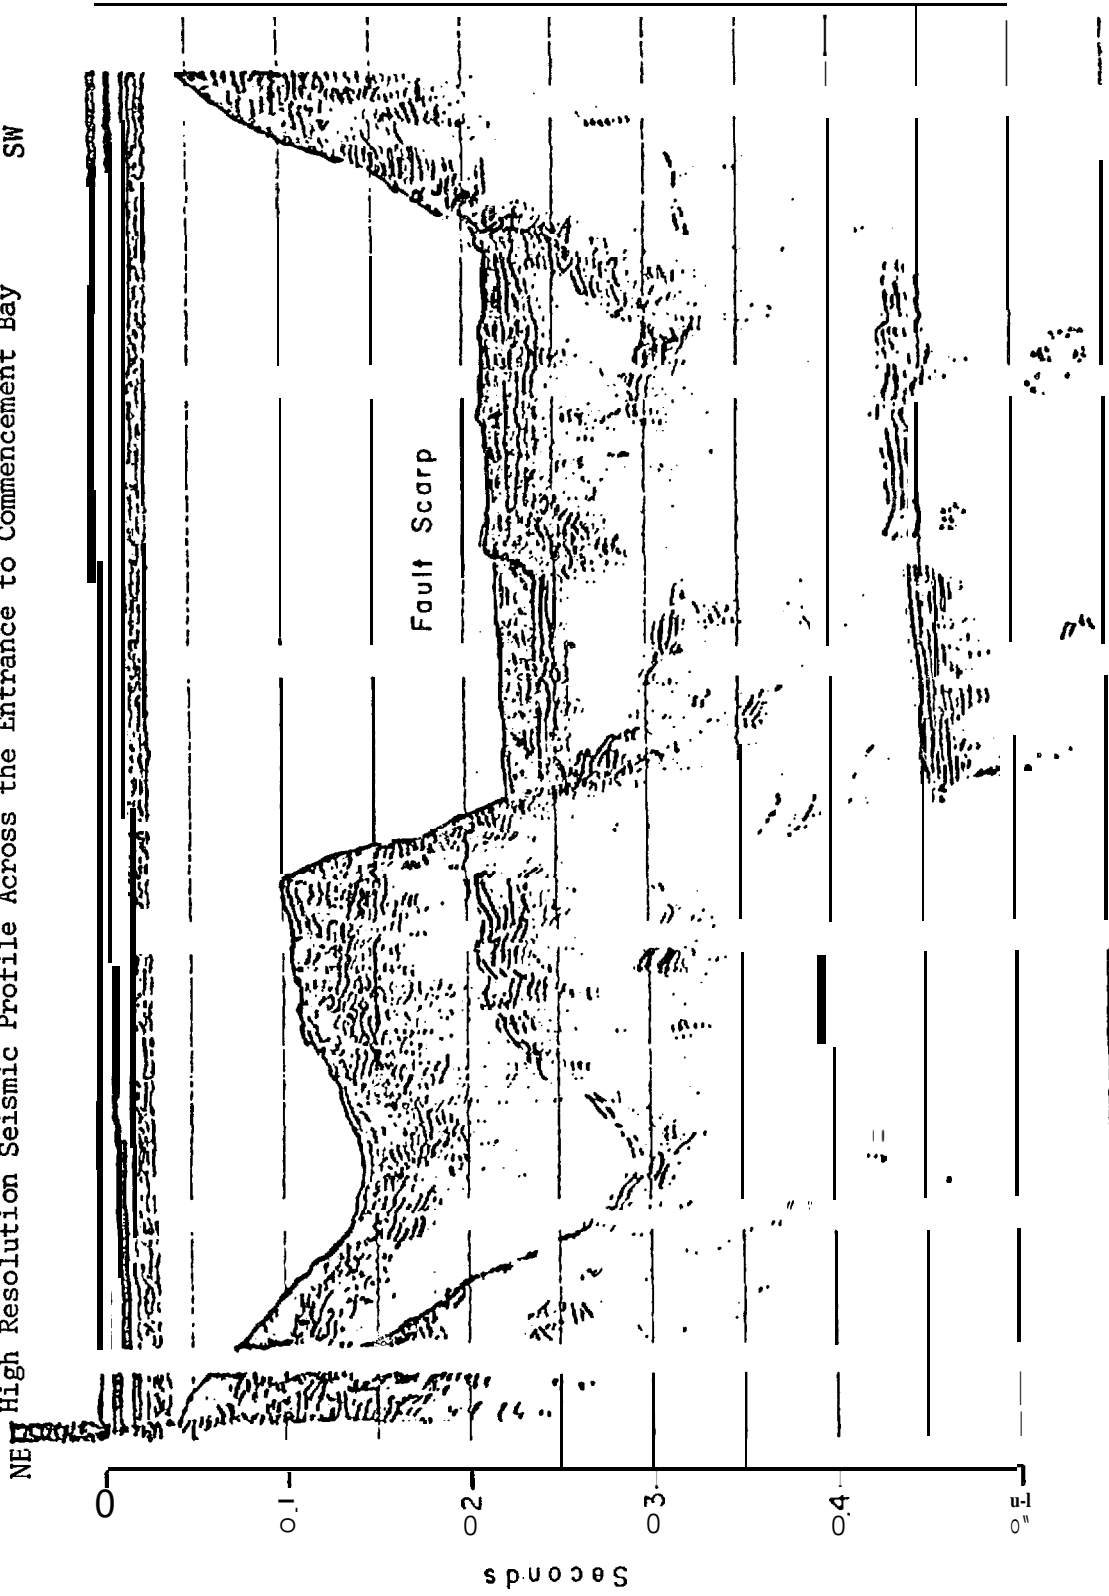 High Resolution Seismic Profile Across the Entrance to Commencement Bay
NE
SW
Fault Scarp
0
0.1
0.2
0.3
0.4
0"
u-l
Seconds